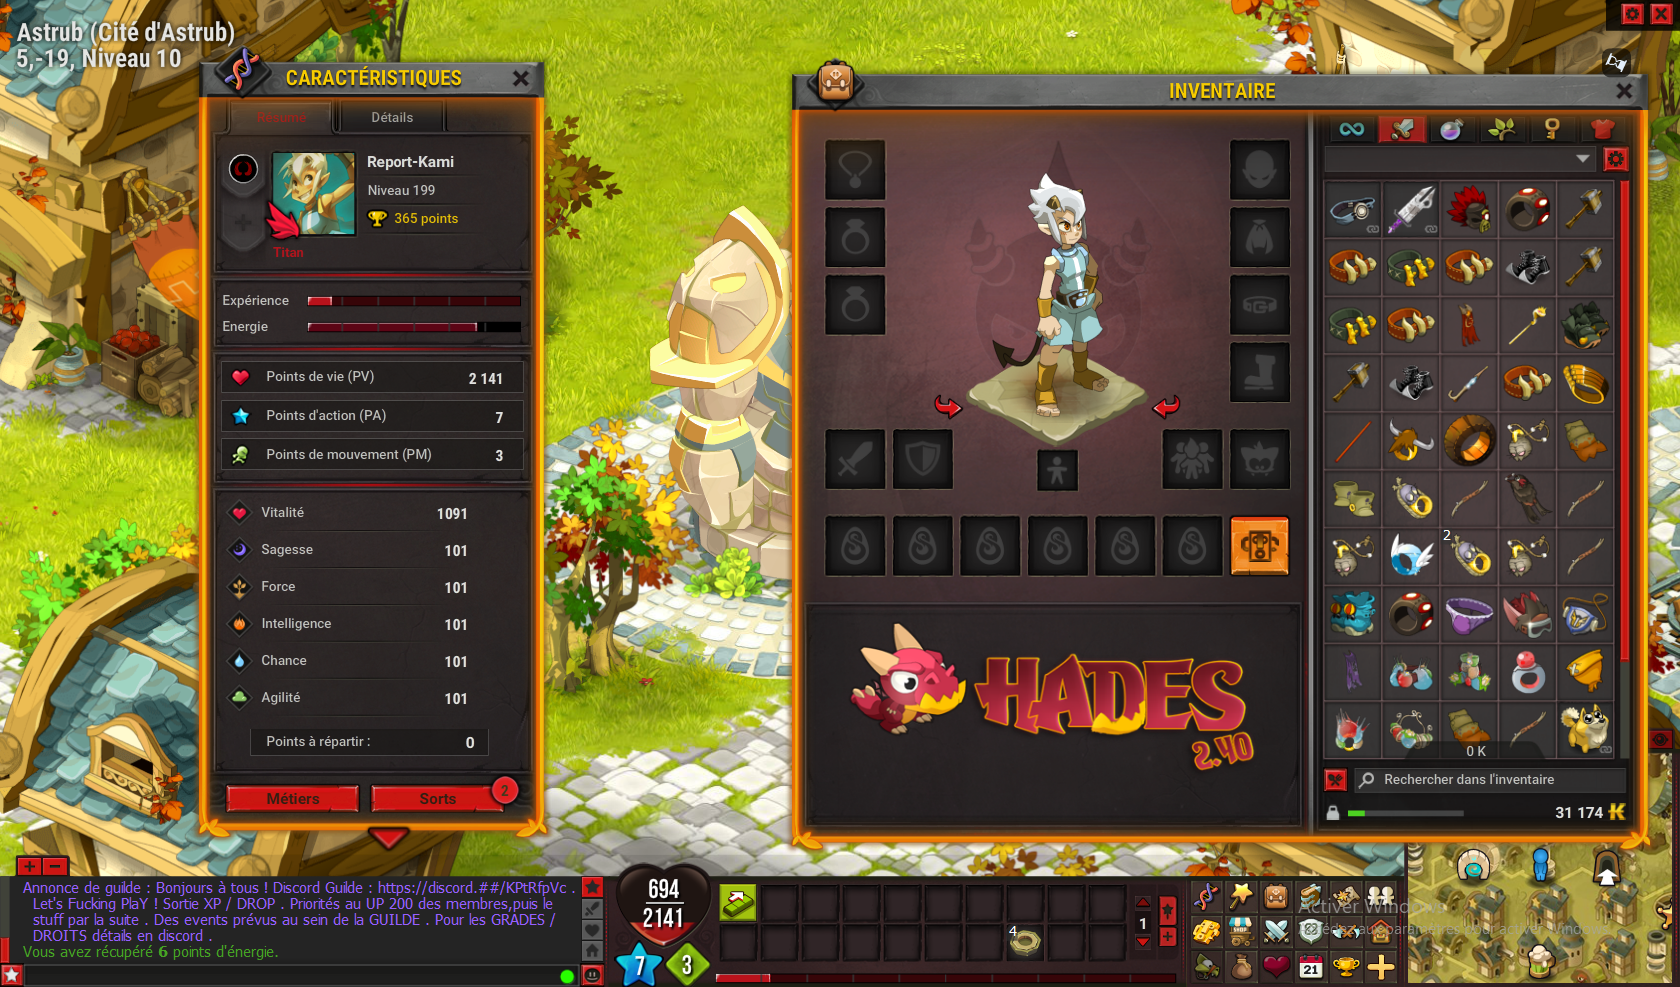 Astrub (Cité d'Astrub)
5,-19, Niveau 10
CARACTÉRISTIQUES
Résumé
Détails
Report-Kami
Niveau 199
365 points
Titan
Expérience
Energie
Points de vie (PV) 2 141
Points d'action (PA) 7
Points de mouvement (PM) 3
Vitalité 1091
Sagesse 101
Force 101
Intelligence 101
Chance 101
Agilité 101
Points à répartir : 0
Métiers
Sorts
2
INVENTAIRE
2
HADES
2.40
0 K
Rechercher dans l'inventaire
31 174 K
Annonce de guilde : Bonjours à tous ! Discord Guilde : https://discord.##/KPtRfpVc .
Let's Fucking PlaY ! Sortie XP / DROP . Priorités au UP 200 des membres,puis le
stuff par la suite . Des events prévus au sein de la GUILDE . Pour les GRADES /
DROITS détails en discord .
Vous avez récupéré 6 points d'énergie.
694
2141
7
3
4
1
SHOP
21
Activer Windows